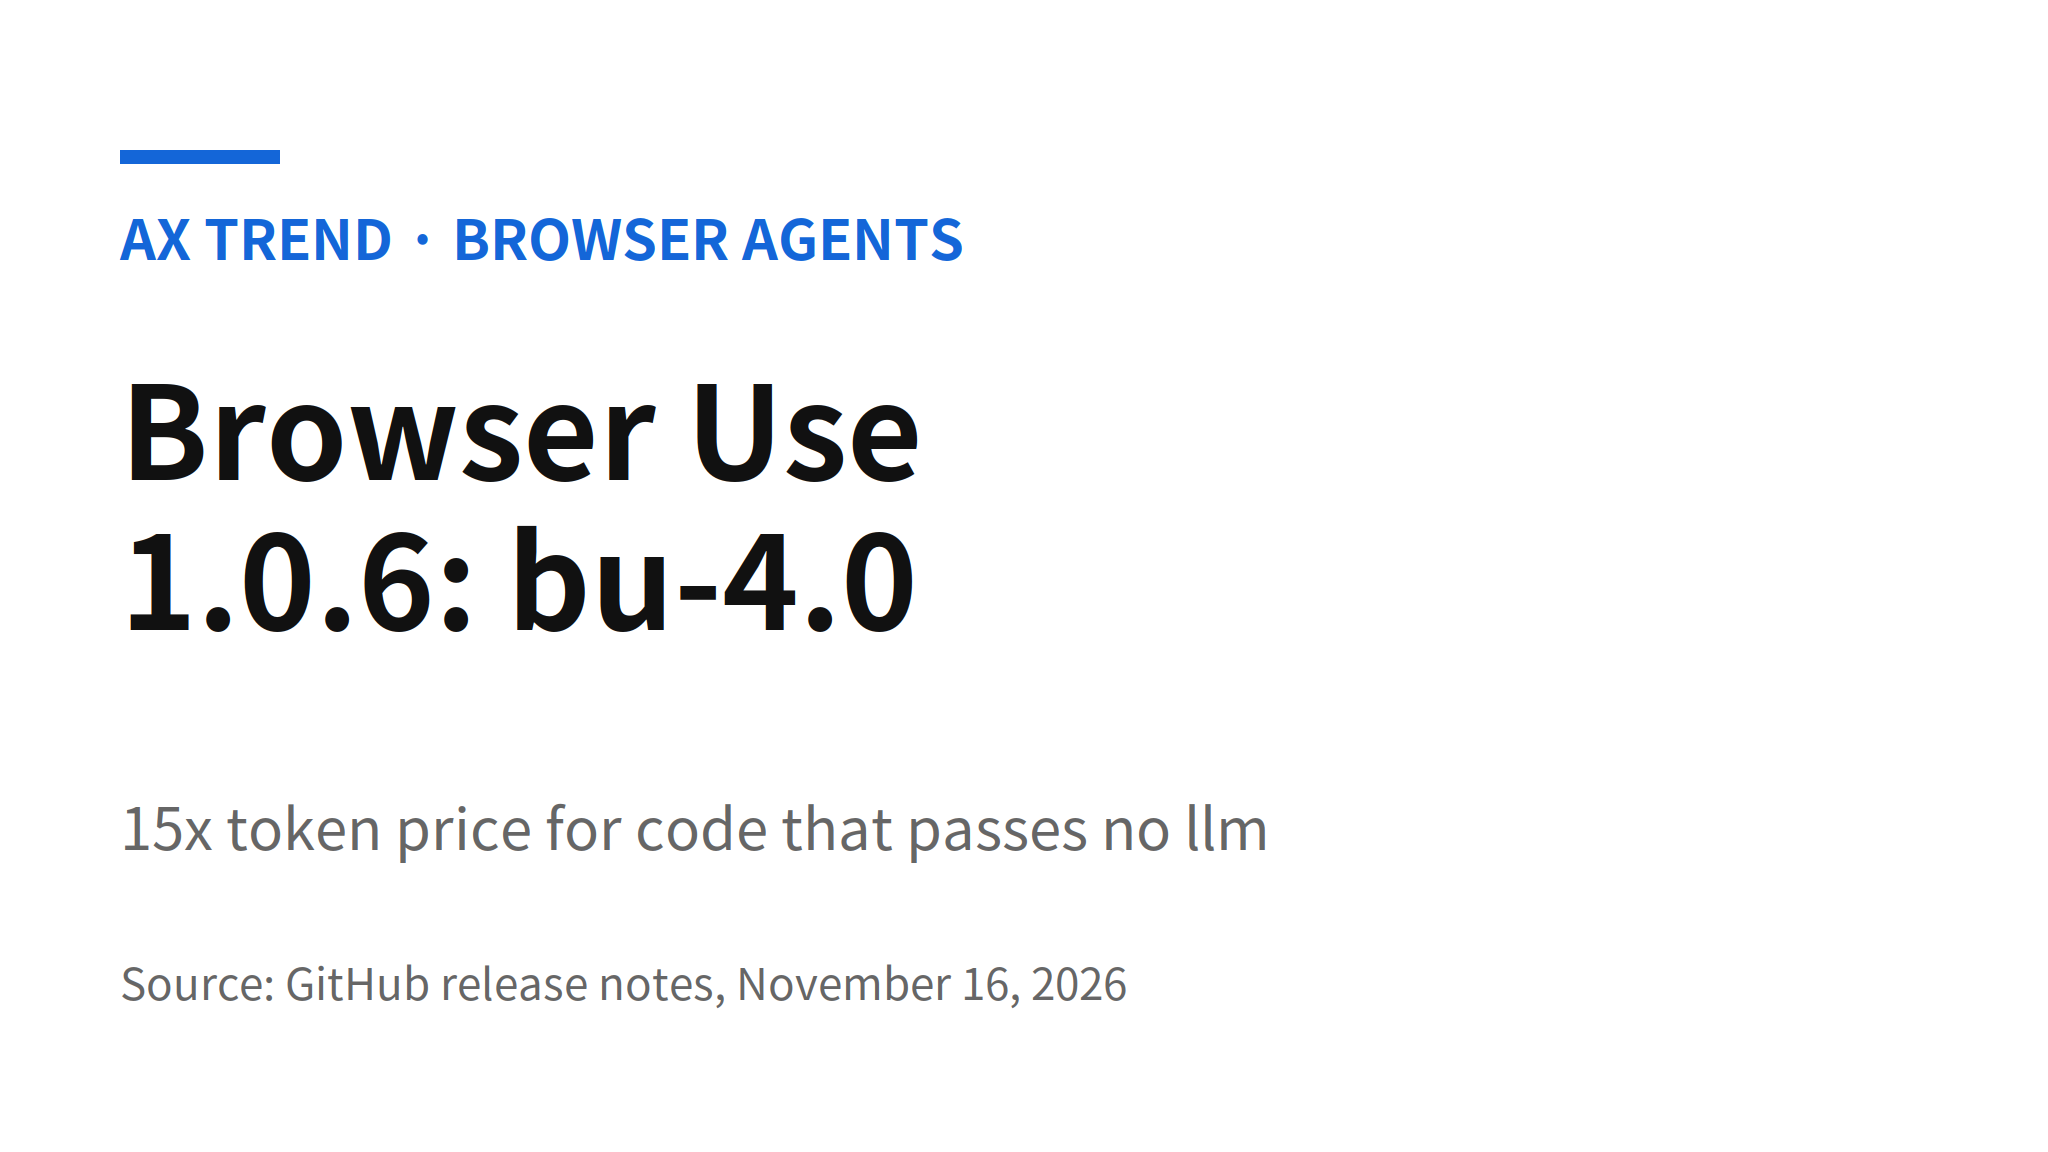 AX TREND · BROWSER AGENTS
Browser Use
1.0.6: bu-4.0
15x token price for code that passes no llm
Source: GitHub release notes, November 16, 2026